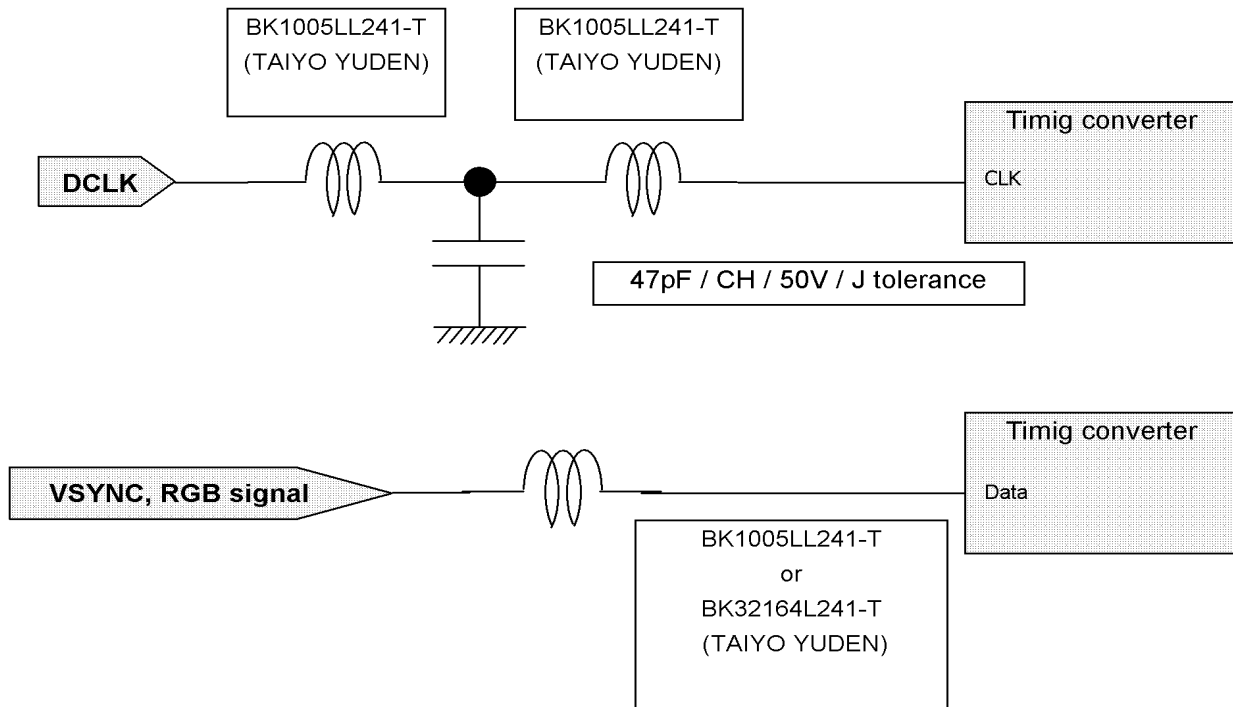 BK1005LL241-T
(TAIYO YUDEN)
BK1005LL241-T
(TAIYO YUDEN)
Timig converter
DCLK
CLK
47pF / CH / 50V / J tolerance
Timig converter
VSYNC, RGB signal
Data
BK1005LL241-T
or
BK32164L241-T
(TAIYO YUDEN)